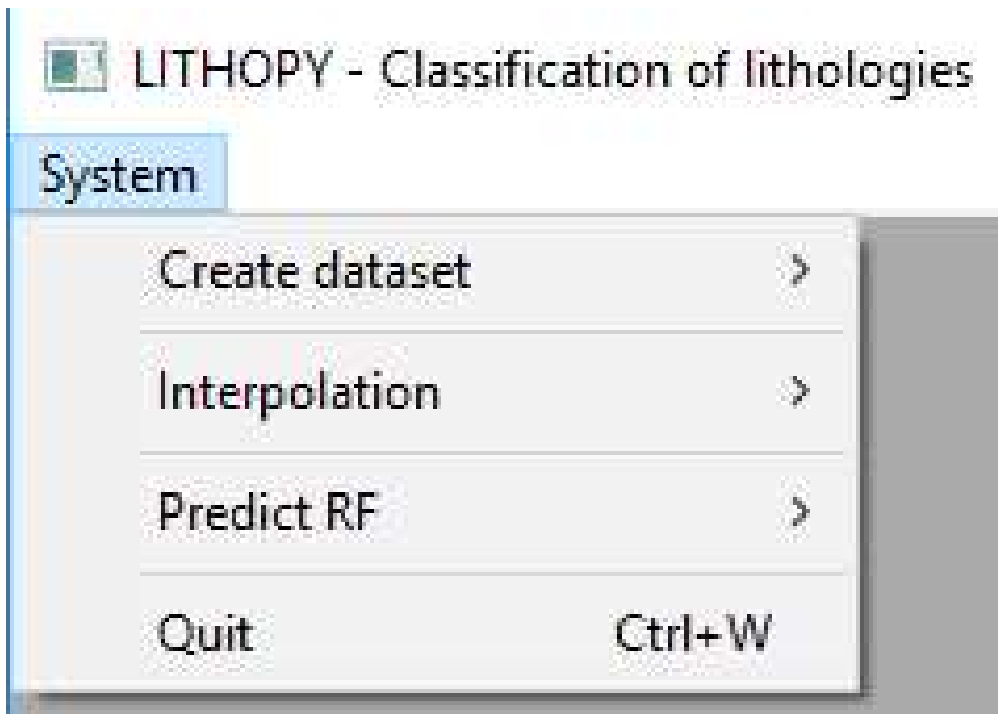 LITHOPY - Classification of lithologies
System
Create dataset >
Interpolation >
Predict RF >
Quit Ctrl+W